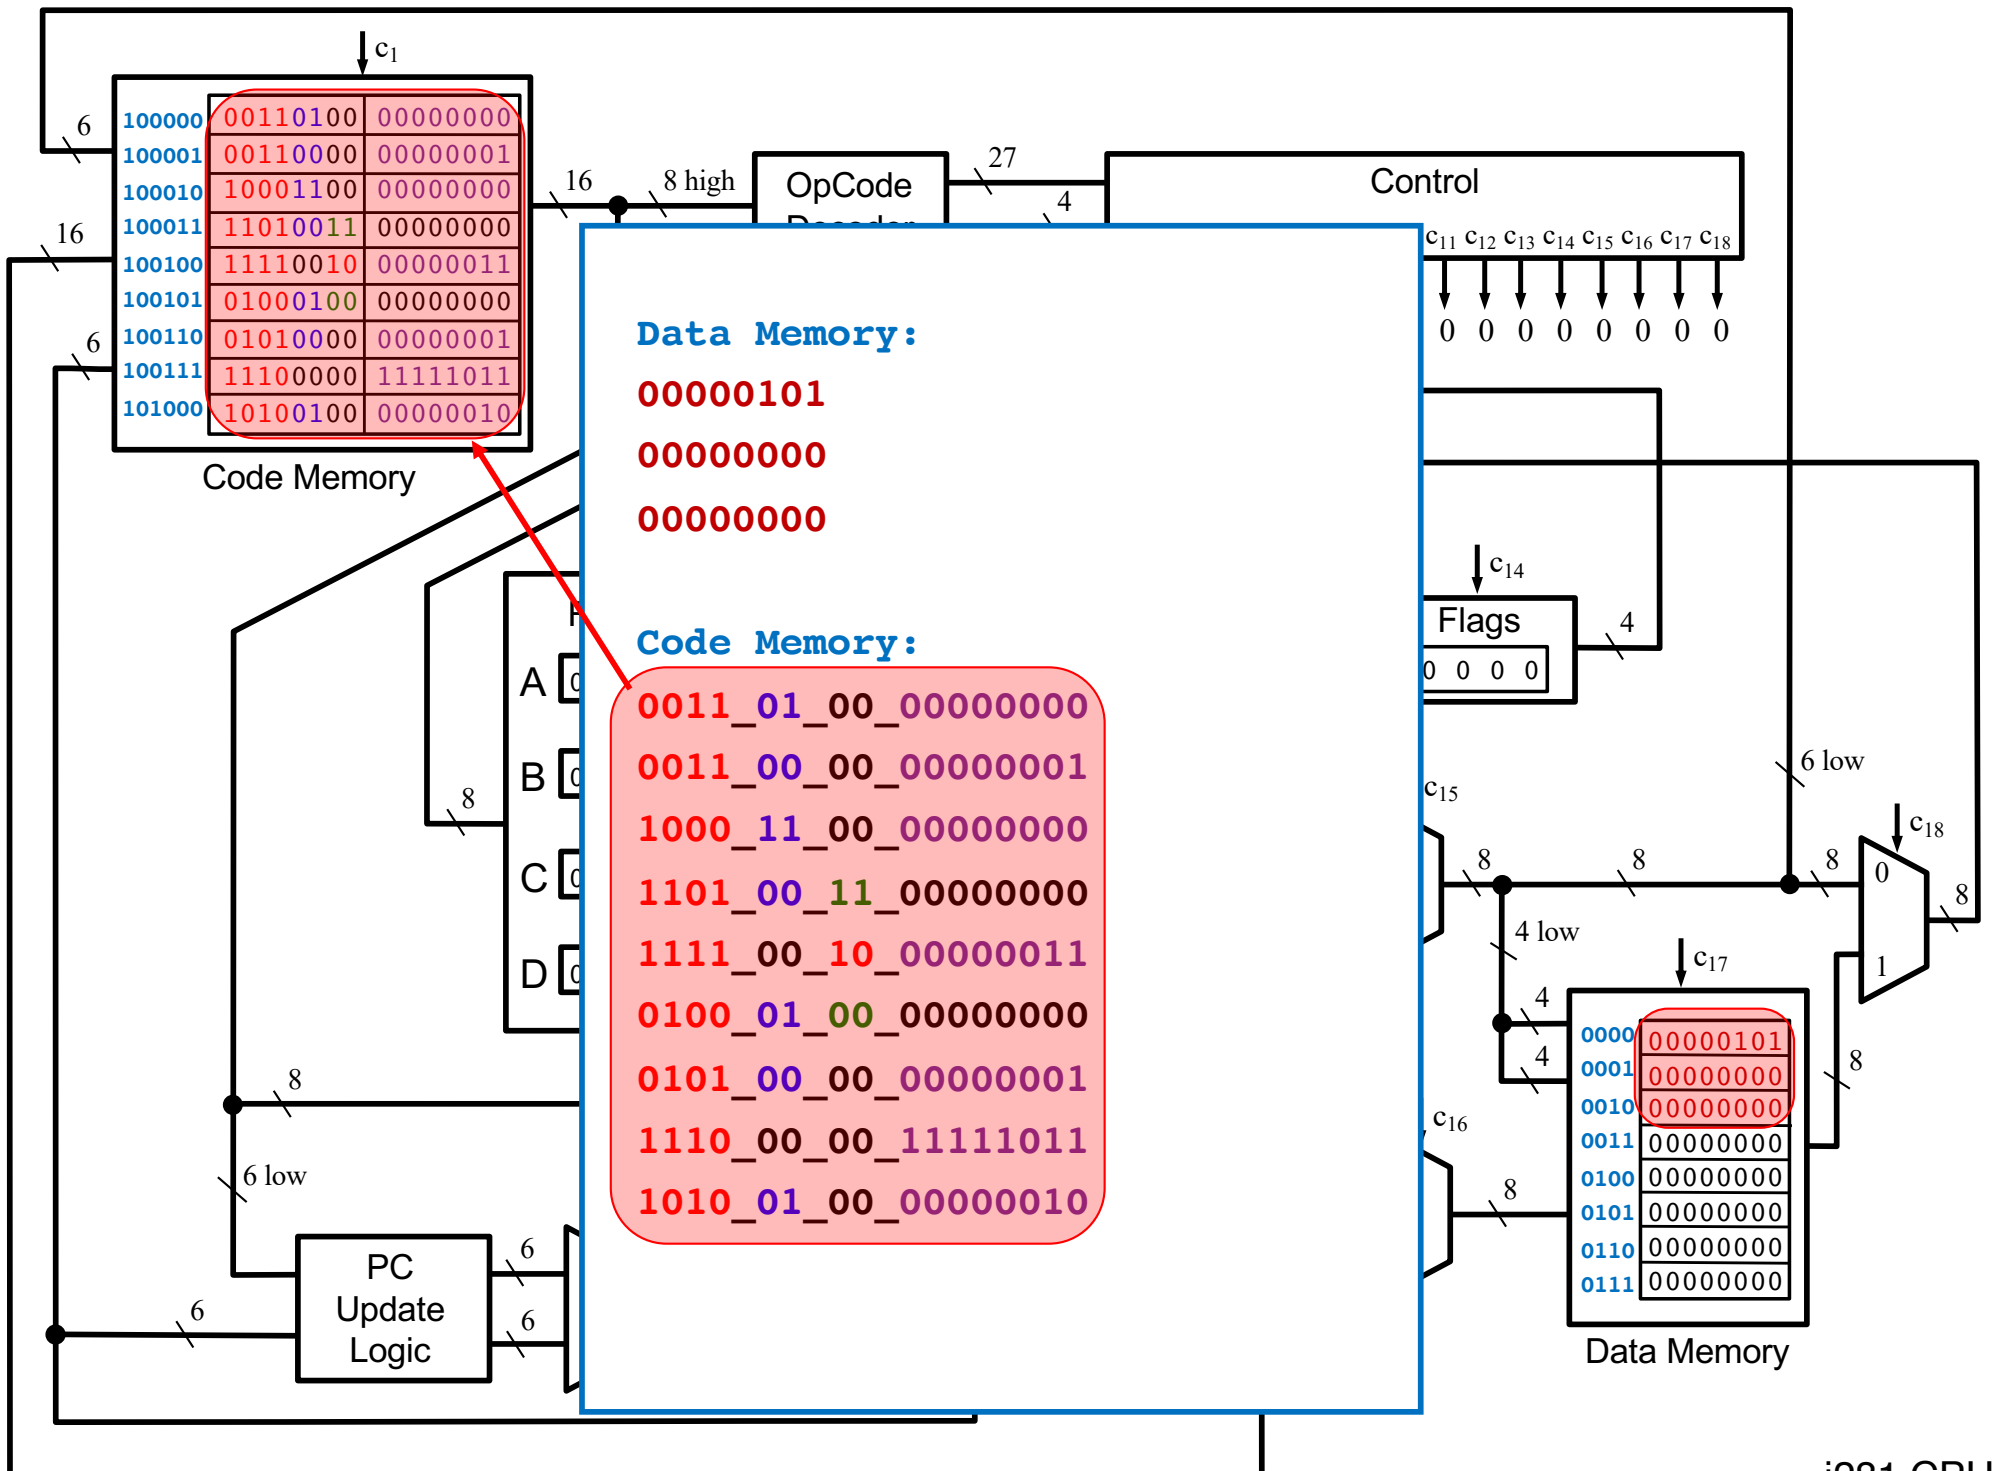 c1
6
100000 00110100 00000000
100001 00110000 00000001
100010 10001100 00000000
100011 11010011 00000000
100100 11110010 00000011
100101 01000100 00000000
100110 01010000 00000001
100111 11100000 11111011
101000 10100100 00000010
16
6
Code Memory
16
8 high
OpCode
27
4
Control
c11 c12 c13 c14 c15 c16 c17 c18
0 0 0 0 0 0 0 0
Data Memory:
00000101
00000000
00000000
Code Memory:
0011_01_00_00000000
0011_00_00_00000001
1000_11_00_00000000
1101_00_11_00000000
1111_00_10_00000011
0100_01_00_00000000
0101_00_00_00000001
1110_00_00_11111011
1010_01_00_00000010
A
B
C
D
8
8
6 low
PC
Update
Logic
6
6
6
c14
Flags
0 0 0 0
4
6 low
c15
8
8
8
c18
0
1
8
4 low
c17
4
4
0000 00000101
0001 00000000
0010 00000000
0011 00000000
0100 00000000
0101 00000000
0110 00000000
0111 00000000
8
c16
8
Data Memory